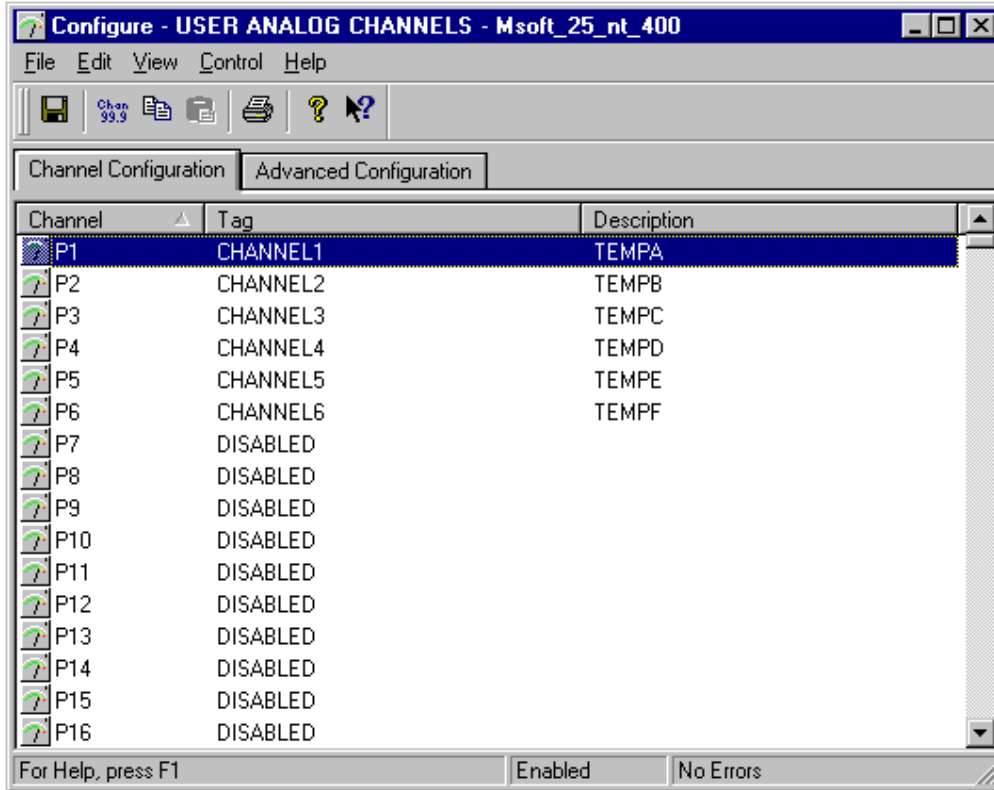 Configure - USER ANALOG CHANNELS - Msoft_25_nt_400
File Edit View Control Help
Chan 99.9
Channel Configuration Advanced Configuration
Channel Tag Description
P1 CHANNEL1 TEMPA
P2 CHANNEL2 TEMPB
P3 CHANNEL3 TEMPC
P4 CHANNEL4 TEMPD
P5 CHANNEL5 TEMPE
P6 CHANNEL6 TEMPF
P7 DISABLED
P8 DISABLED
P9 DISABLED
P10 DISABLED
P11 DISABLED
P12 DISABLED
P13 DISABLED
P14 DISABLED
P15 DISABLED
P16 DISABLED
For Help, press F1 Enabled No Errors